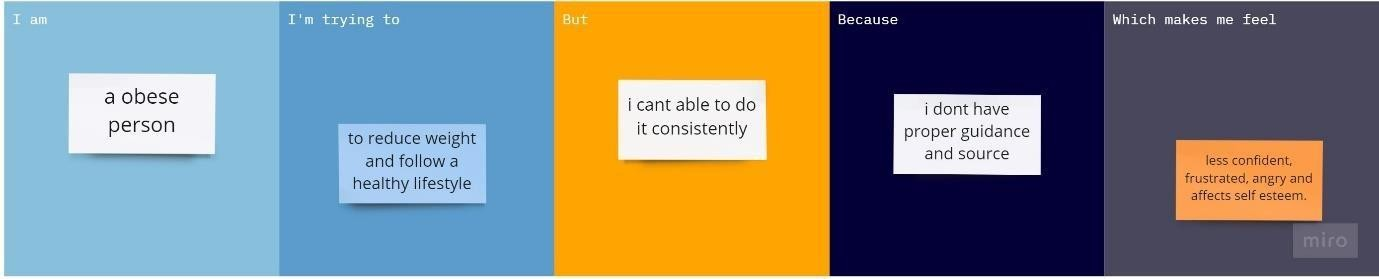 I am
a obese
person
I'm trying to
to reduce weight
and follow a
healthy lifestyle
But
i cant able to do
it consistently
Because
i dont have
proper guidance
and source
Which makes me feel
less confident,
frustrated, angry and
affects self esteem.
miro